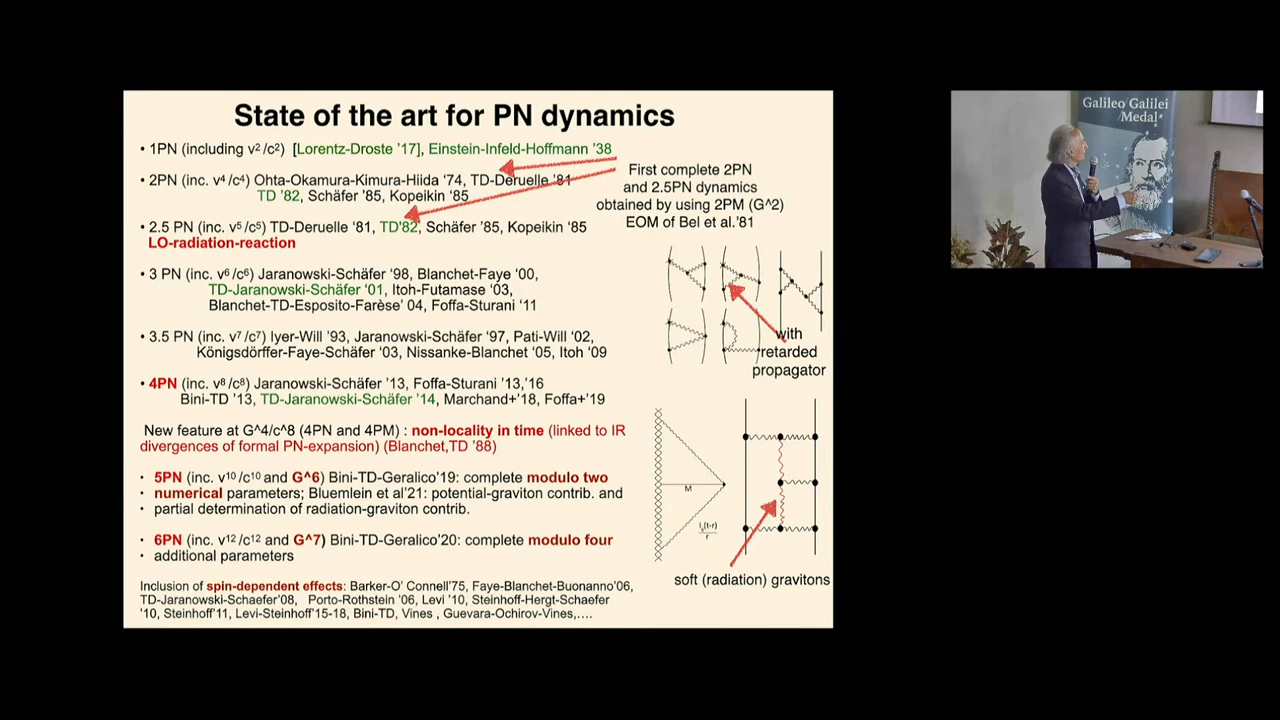 State of the art for PN dynamics
• 1PN (including v²/c²) [Lorentz-Droste '17], Einstein-Infeld-Hoffmann '38
• 2PN (inc. v⁴/c⁴) Ohta-Okamura-Kimura-Hiida '74, TD-Deruelle '81
TD '82, Schäfer '85, Kopeikin '85
• 2.5 PN (inc. v⁵/c⁵) TD-Deruelle '81, TD'82, Schäfer '85, Kopeikin '85
LO-radiation-reaction
• 3 PN (inc. v⁶/c⁶) Jaranowski-Schäfer '98, Blanchet-Faye '00,
TD-Jaranowski-Schäfer '01, Itoh-Futamase '03,
Blanchet-TD-Esposito-Farèse' 04, Foffa-Sturani '11
• 3.5 PN (inc. v⁷/c⁷) Iyer-Will '93, Jaranowski-Schäfer '97, Pati-Will '02,
Königsdörffer-Faye-Schäfer '03, Nissanke-Blanchet '05, Itoh '09
• 4PN (inc. v⁸/c⁸) Jaranowski-Schäfer '13, Foffa-Sturani '13,'16
Bini-TD '13, TD-Jaranowski-Schäfer '14, Marchand+'18, Foffa+'19
New feature at G^4/c^8 (4PN and 4PM) : non-locality in time (linked to IR
divergences of formal PN-expansion) (Blanchet,TD '88)
• 5PN (inc. v¹⁰/c¹⁰ and G^6) Bini-TD-Geralico'19: complete modulo two
• numerical parameters; Bluemlein et al'21: potential-graviton contrib. and
• partial determination of radiation-graviton contrib.
• 6PN (inc. v¹²/c¹² and G^7) Bini-TD-Geralico'20: complete modulo four
• additional parameters
Inclusion of spin-dependent effects: Barker-O' Connell'75, Faye-Blanchet-Buonanno'06,
TD-Jaranowski-Schaefer'08, Porto-Rothstein '06, Levi '10, Steinhoff-Hergt-Schaefer
'10, Steinhoff'11, Levi-Steinhoff'15-18, Bini-TD, Vines , Guevara-Ochirov-Vines,....
First complete 2PN
and 2.5PN dynamics
obtained by using 2PM (G^2)
EOM of Bel et al.'81
with
retarded
propagator
M
soft (radiation) gravitons
Galileo Galilei
Medal